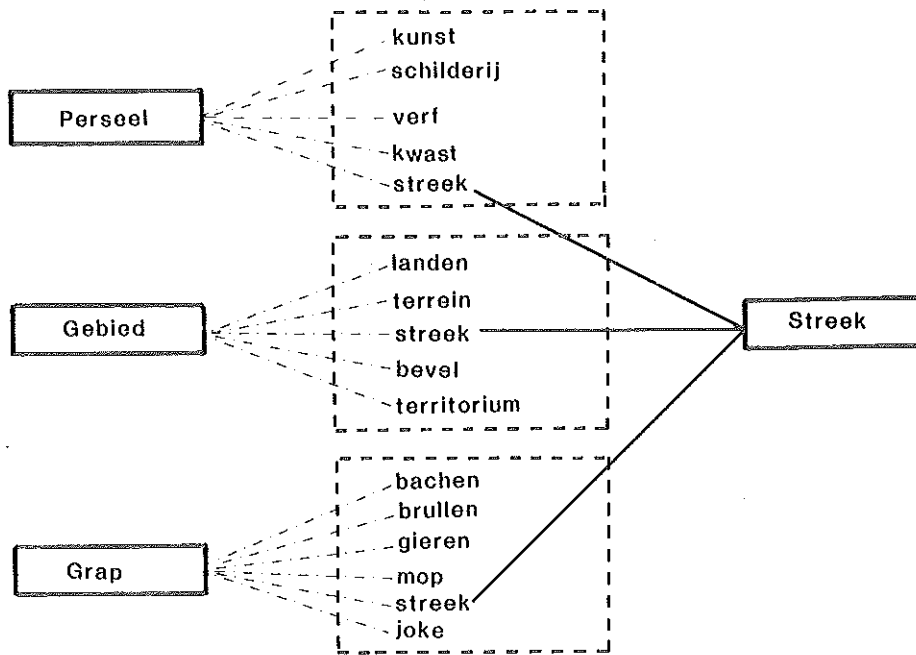 Perseel
kunst
schilderij
verf
kwast
streek
Gebied
landen
terrein
streek
bevel
territorium
Grap
bachen
brullen
gieren
mop
streek
joke
Streek